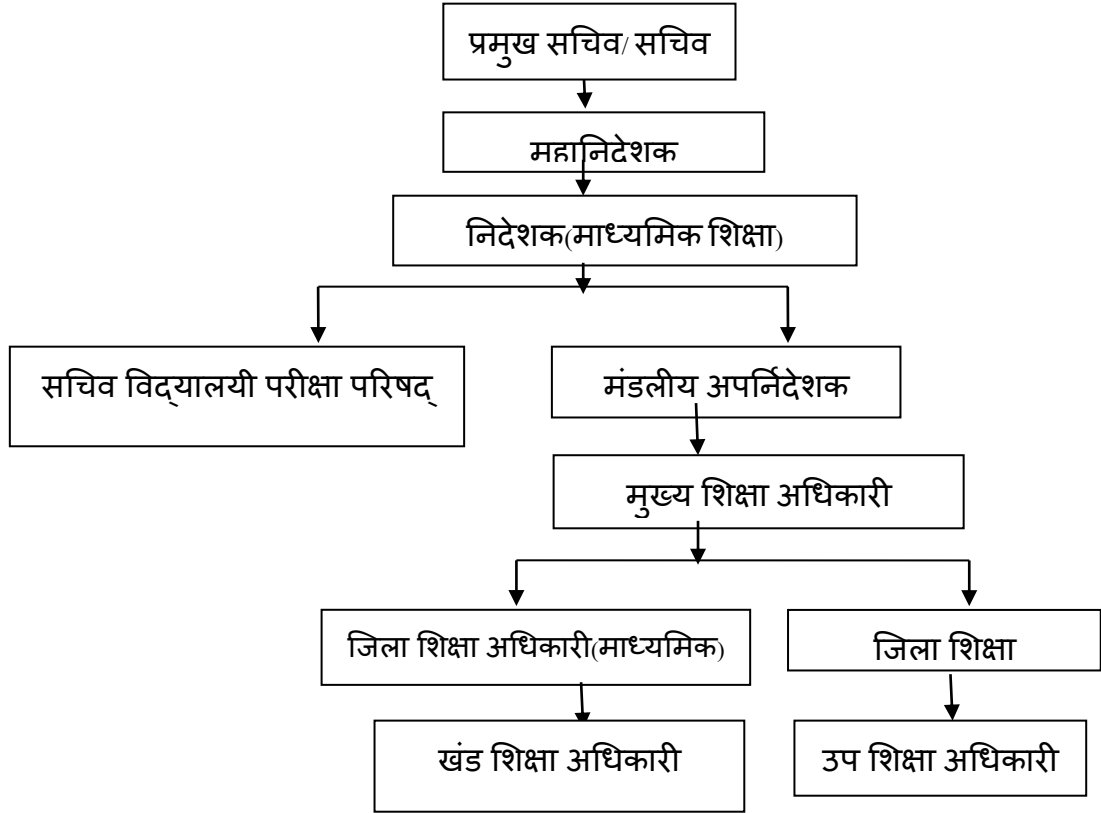 प्रमुख सचिव/ सचिव
महानिदेशक
निदेशक(माध्यमिक शिक्षा)
सचिव विद्यालयी परीक्षा परिषद्
मंडलीय अपर्निदेशक
मुख्य शिक्षा अधिकारी
जिला शिक्षा अधिकारी(माध्यमिक)
जिला शिक्षा
खंड शिक्षा अधिकारी
उप शिक्षा अधिकारी